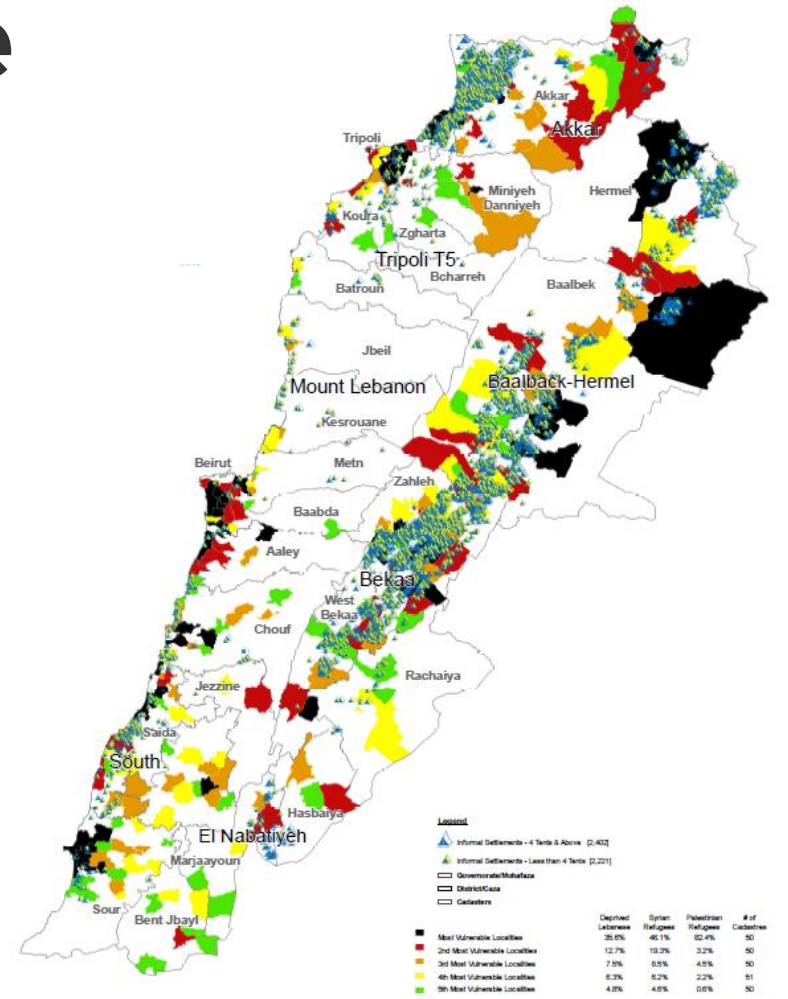 e
Akkar
Akkar
Tripoli
Miniyeh
Danniyeh
Hermel
Koura
Zgharta
Tripoli T5
Bcharreh
Batroun
Baalbek
Jbeil
Mount Lebanon
Baalback-Hermel
Kesrouane
Beirut
Metn
Zahleh
Baabda
Aaley
Bekaa
West
Bekaa
Chouf
Rachaiya
Jezzine
Saida
South
Hasbaiya
El Nabatiyeh
Marjaayoun
Sour
Bent Jbayl
Legend
Informal Settlements - 4 Tents & Above [2,402]
Informal Settlements - Less than 4 Tents [2,221]
Governorate/Mohafaza
District/Caza
Cadasters
Deprived Lebanese Syrian Refugees Palestinian Refugees # of Cadastres
Most Vulnerable Localities 35.6% 46.1% 82.4% 50
2nd Most Vulnerable Localities 12.7% 19.3% 3.2% 50
3rd Most Vulnerable Localities 7.5% 8.5% 4.5% 50
4th Most Vulnerable Localities 6.3% 6.2% 2.2% 51
5th Most Vulnerable Localities 4.8% 4.6% 0.6% 50